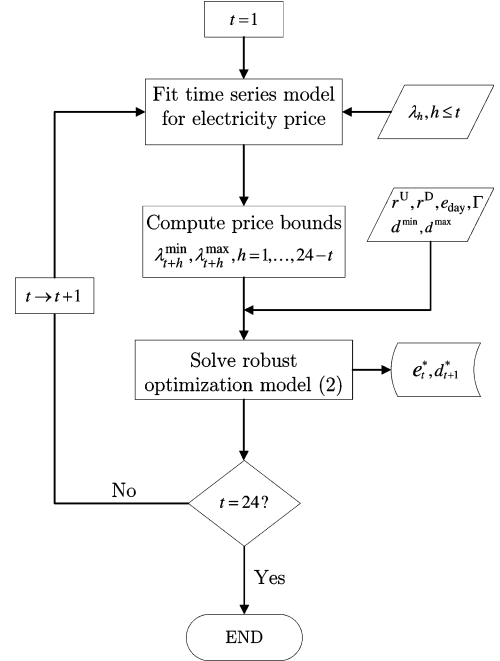 t=1
Fit time series model
for electricity price
λₕ, h ≤ t
Compute price bounds
λ_{t+h}^{min}, λ_{t+h}^{max}, h=1,…,24−t
r^U, r^D, e_day, Γ
d^{min}, d^{max}
t→t+1
Solve robust
optimization model (2)
e_t^*, d_{t+1}^*
t=24?
No
Yes
END